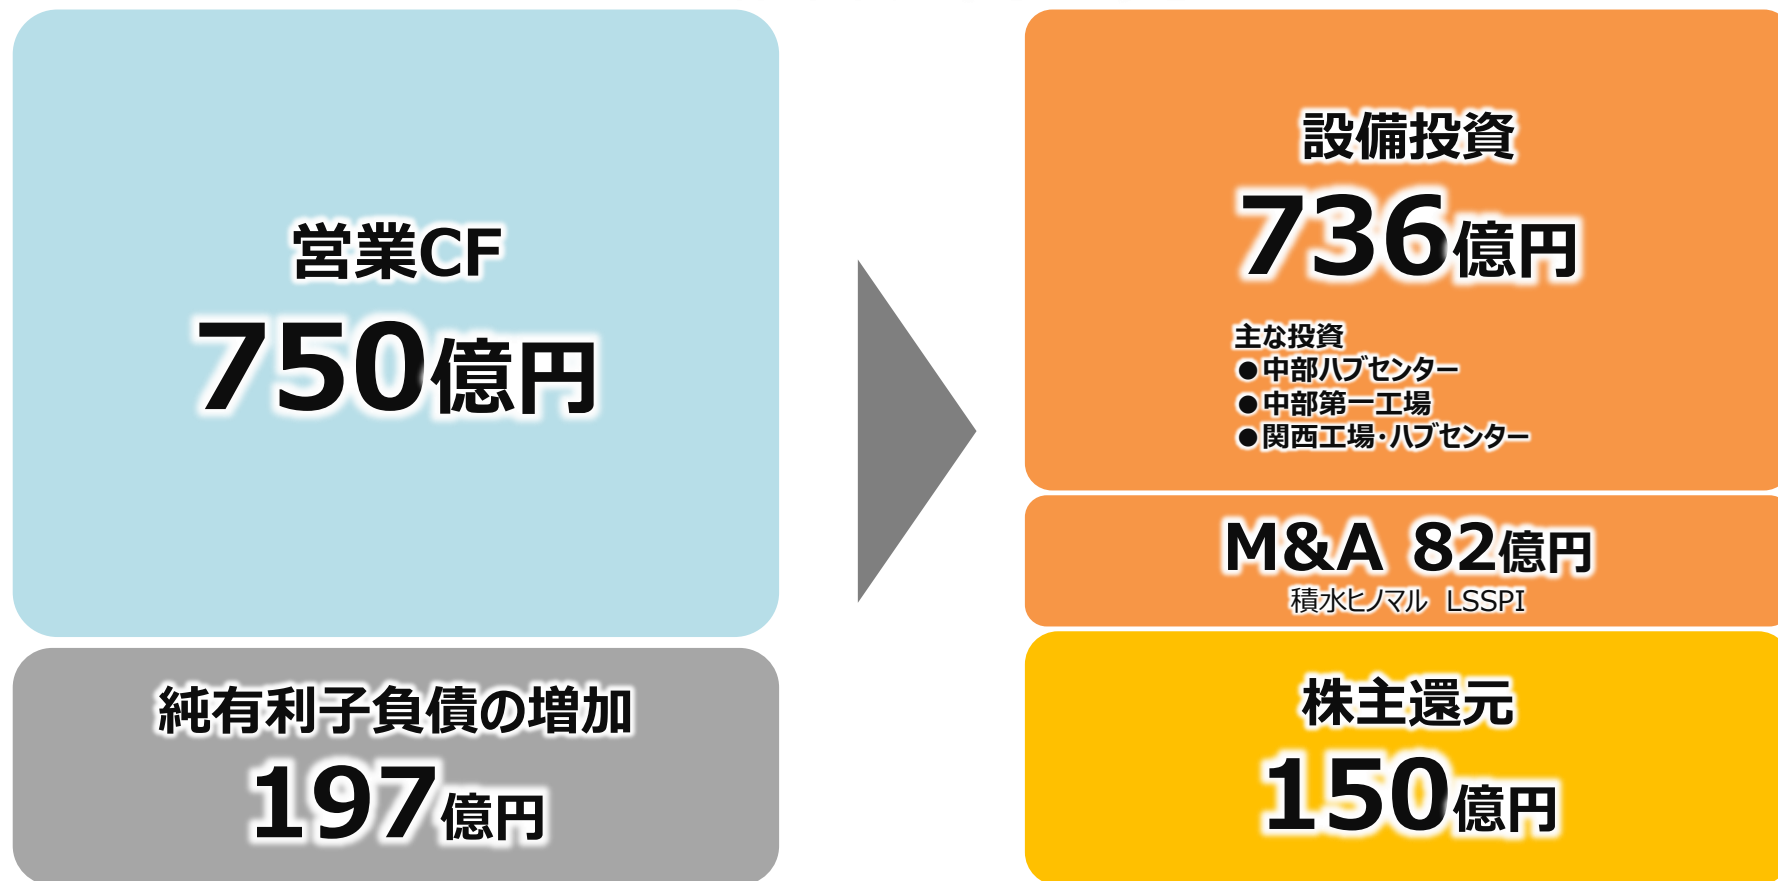 営業CF
750億円
純有利子負債の増加
197億円
設備投資
736億円
主な投資
●中部ハブセンター
●中部第一工場
●関西工場・ハブセンター
M&A 82億円
積水ヒノマル LSSPI
株主還元
150億円